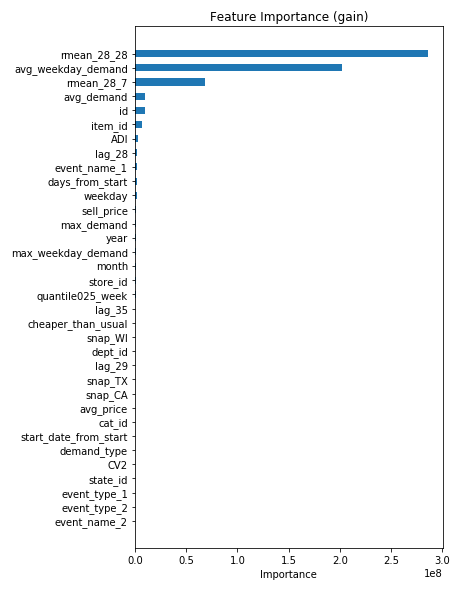 Feature Importance (gain)
rmean_28_28
avg_weekday_demand
rmean_28_7
avg_demand
id
item_id
ADI
lag_28
event_name_1
days_from_start
weekday
sell_price
max_demand
year
max_weekday_demand
month
store_id
quantile025_week
lag_35
cheaper_than_usual
snap_WI
dept_id
lag_29
snap_TX
snap_CA
avg_price
cat_id
start_date_from_start
demand_type
CV2
state_id
event_type_1
event_type_2
event_name_2
0.0 0.5 1.0 1.5 2.0 2.5 3.0
1e8
Importance